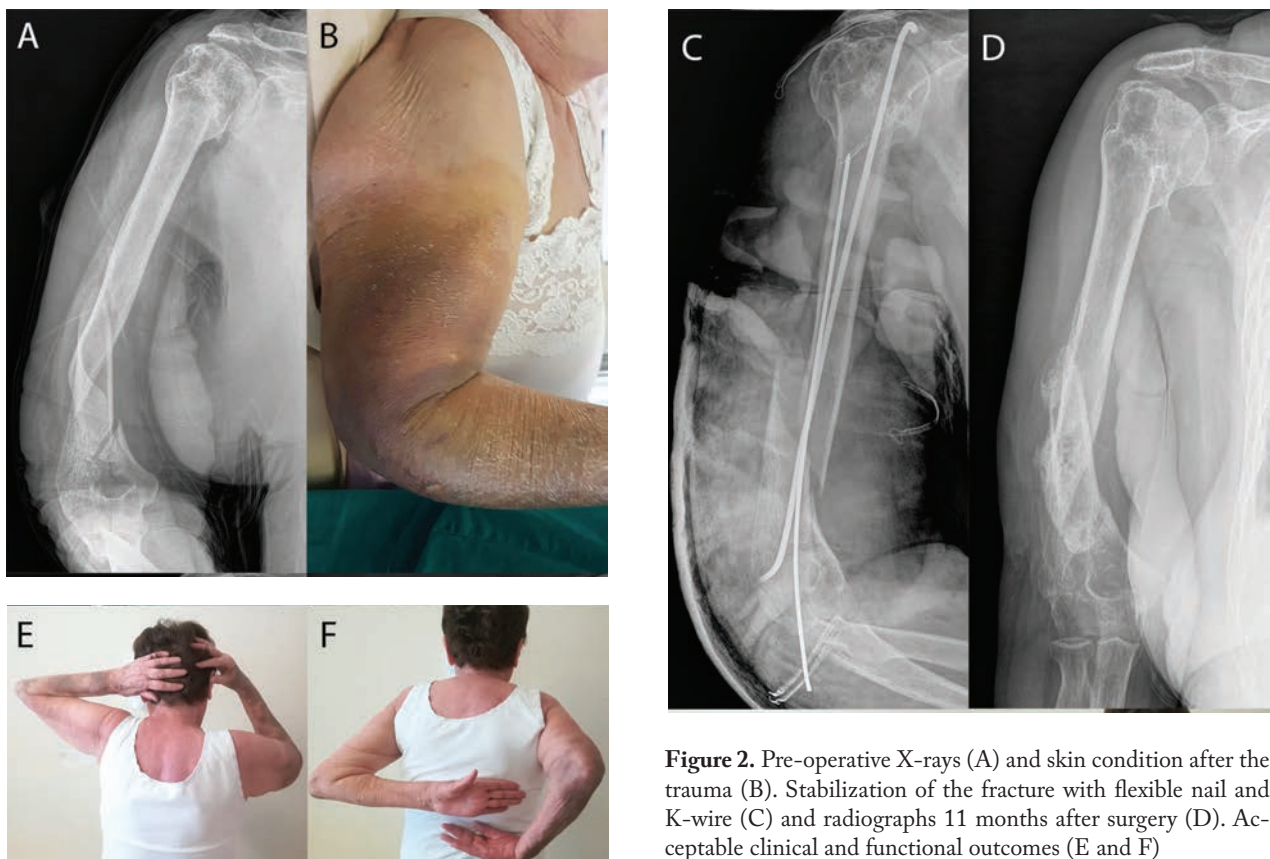 A
B
C
D
E
F
Figure 2. Pre-operative X-rays (A) and skin condition after the
trauma (B). Stabilization of the fracture with flexible nail and
K-wire (C) and radiographs 11 months after surgery (D). Ac-
ceptable clinical and functional outcomes (E and F)